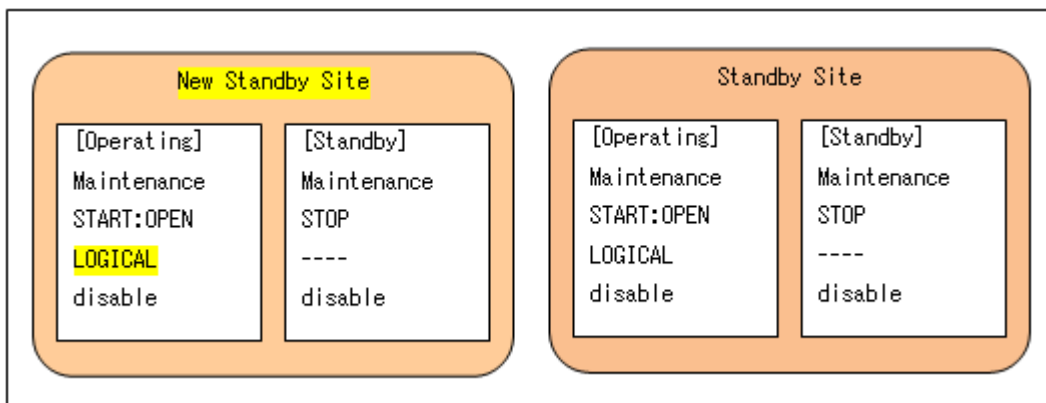 New Standby Site
[Operating]
Maintenance
START:OPEN
LOGICAL
disable
[Standby]
Maintenance
STOP
----
disable
Standby Site
[Operating]
Maintenance
START:OPEN
LOGICAL
disable
[Standby]
Maintenance
STOP
----
disable